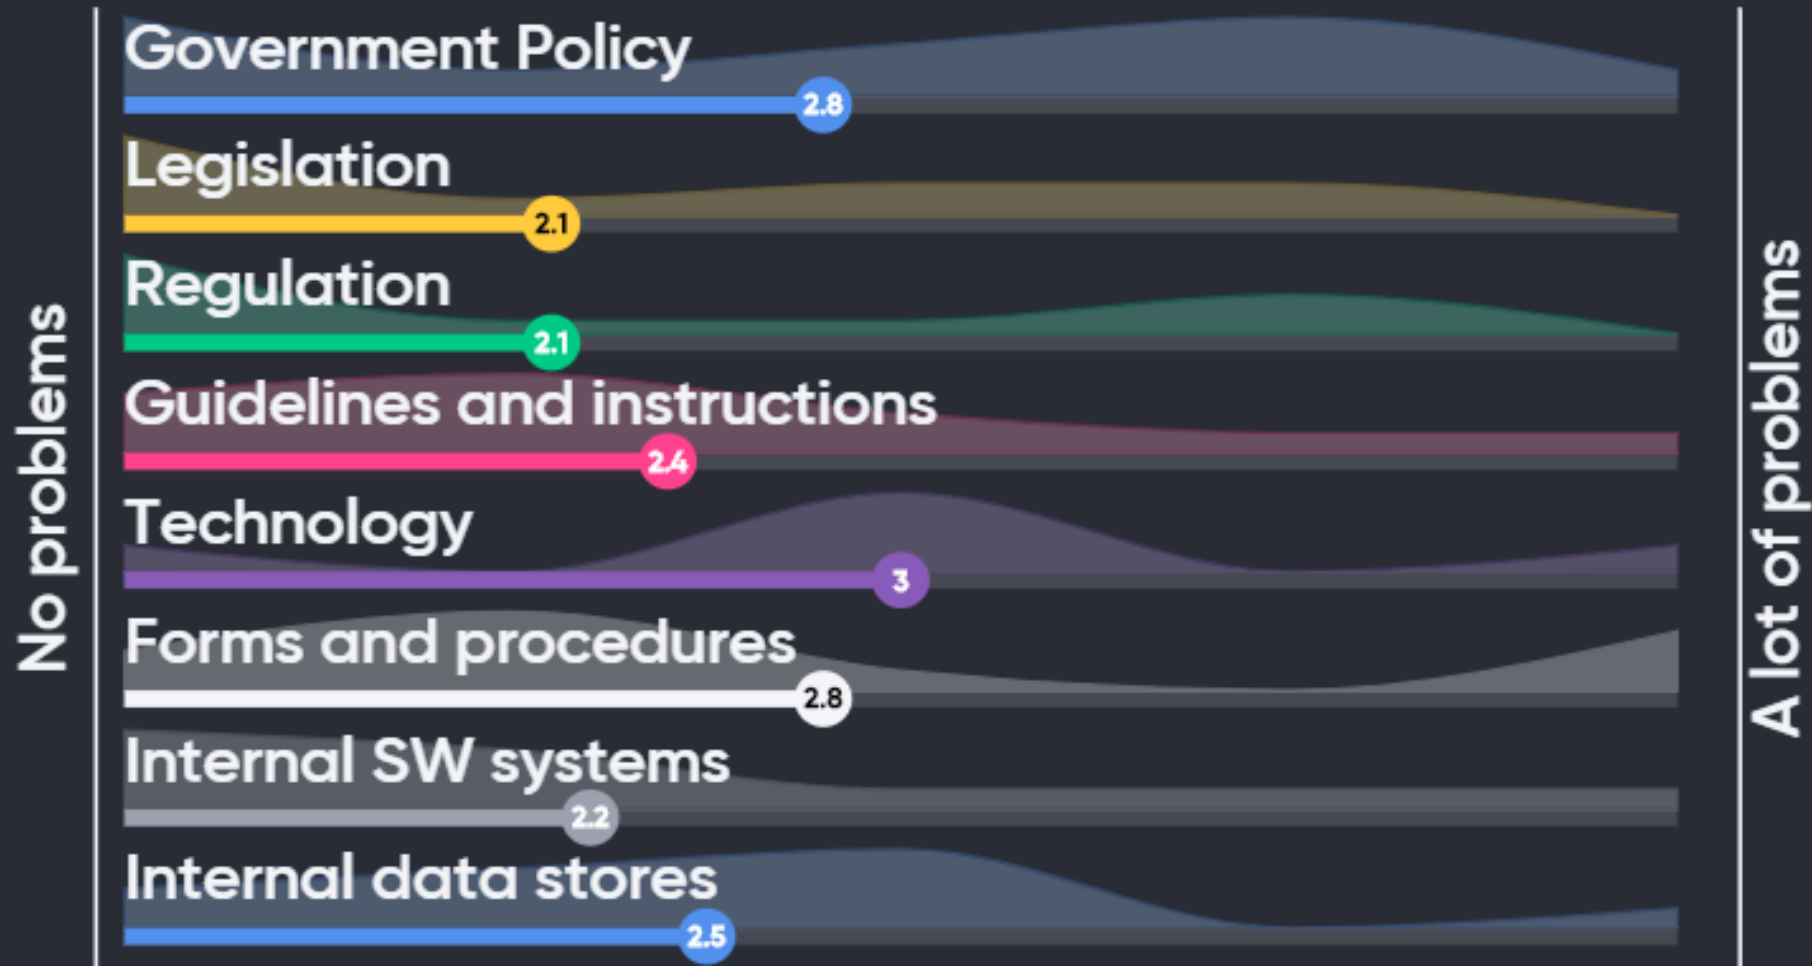 No problems
Government Policy
2.8
Legislation
2.1
Regulation
2.1
Guidelines and instructions
2.4
Technology
3
Forms and procedures
2.8
Internal SW systems
2.2
Internal data stores
2.5
A lot of problems